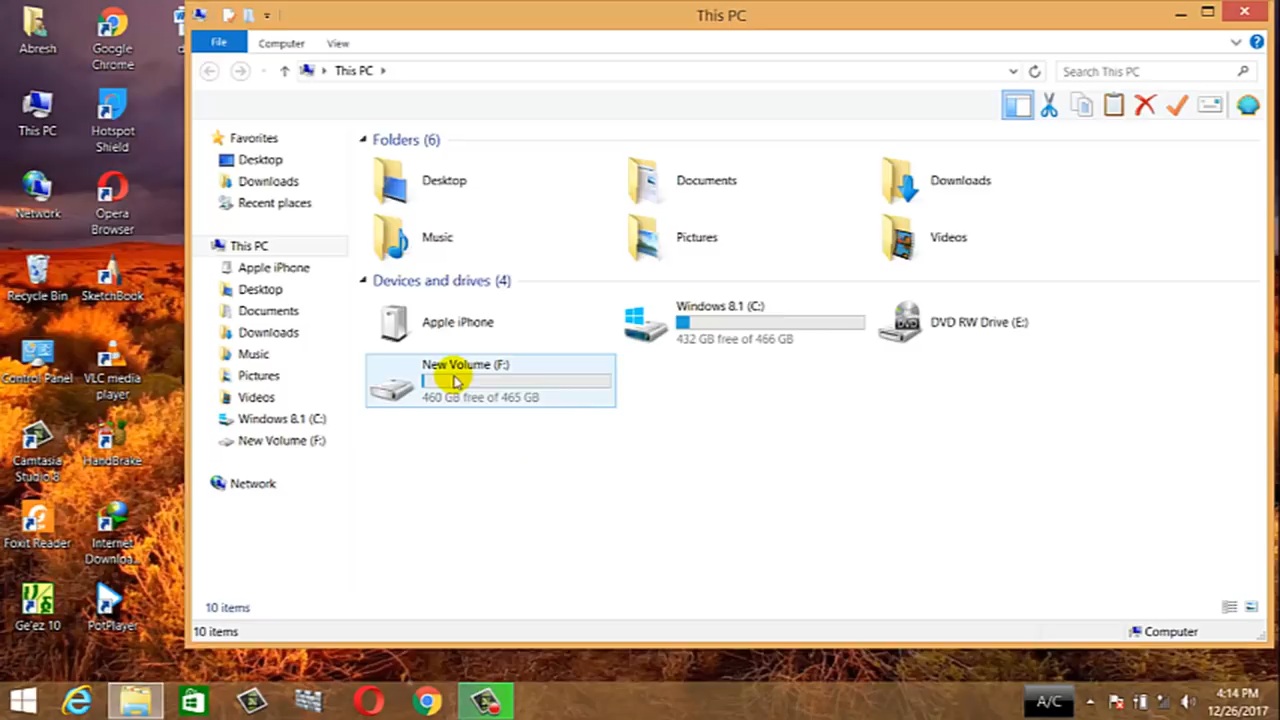 This PC
File
Computer
View
This PC
Search This PC
Favorites
Desktop
Downloads
Recent places
This PC
Apple iPhone
Desktop
Documents
Downloads
Music
Pictures
Videos
Windows 8.1 (C:)
New Volume (F:)
Network
Folders (6)
Desktop
Documents
Downloads
Music
Pictures
Videos
Devices and drives (4)
Apple iPhone
Windows 8.1 (C:)
432 GB free of 466 GB
DVD
DVD RW Drive (E:)
New Volume (F:)
460 GB free of 465 GB
10 items
10 items
Computer
Abresh
Google
Chrome
This PC
Hotspot
Shield
Network
Opera
Browser
Recycle Bin
SketchBook
Control Panel
VLC media
player
Camtasia
Studio 8
HandBrake
Foxit Reader
Internet
Downloa...
Ge'ez 10
PotPlayer
d
A/C
4:14 PM
12/26/2017